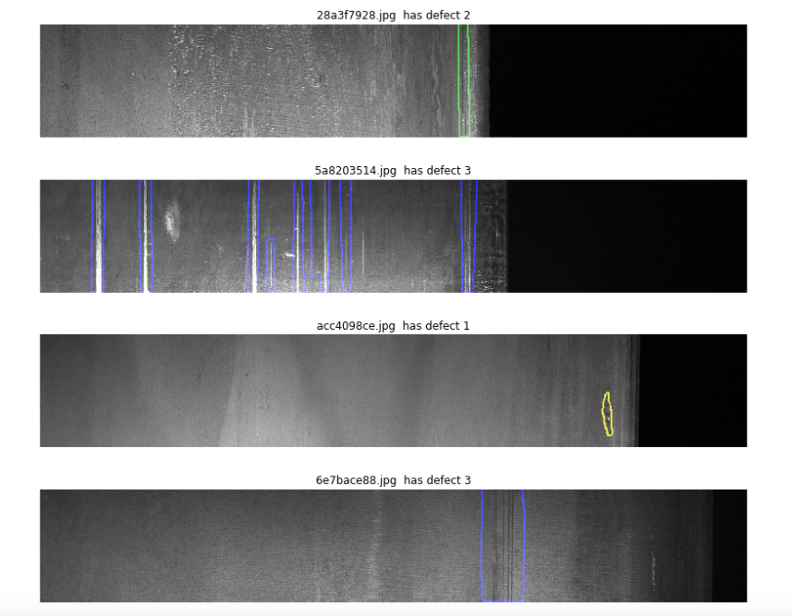 28a3f7928.jpg has defect 2
5a8203514.jpg has defect 3
acc4098ce.jpg has defect 1
6e7bace88.jpg has defect 3